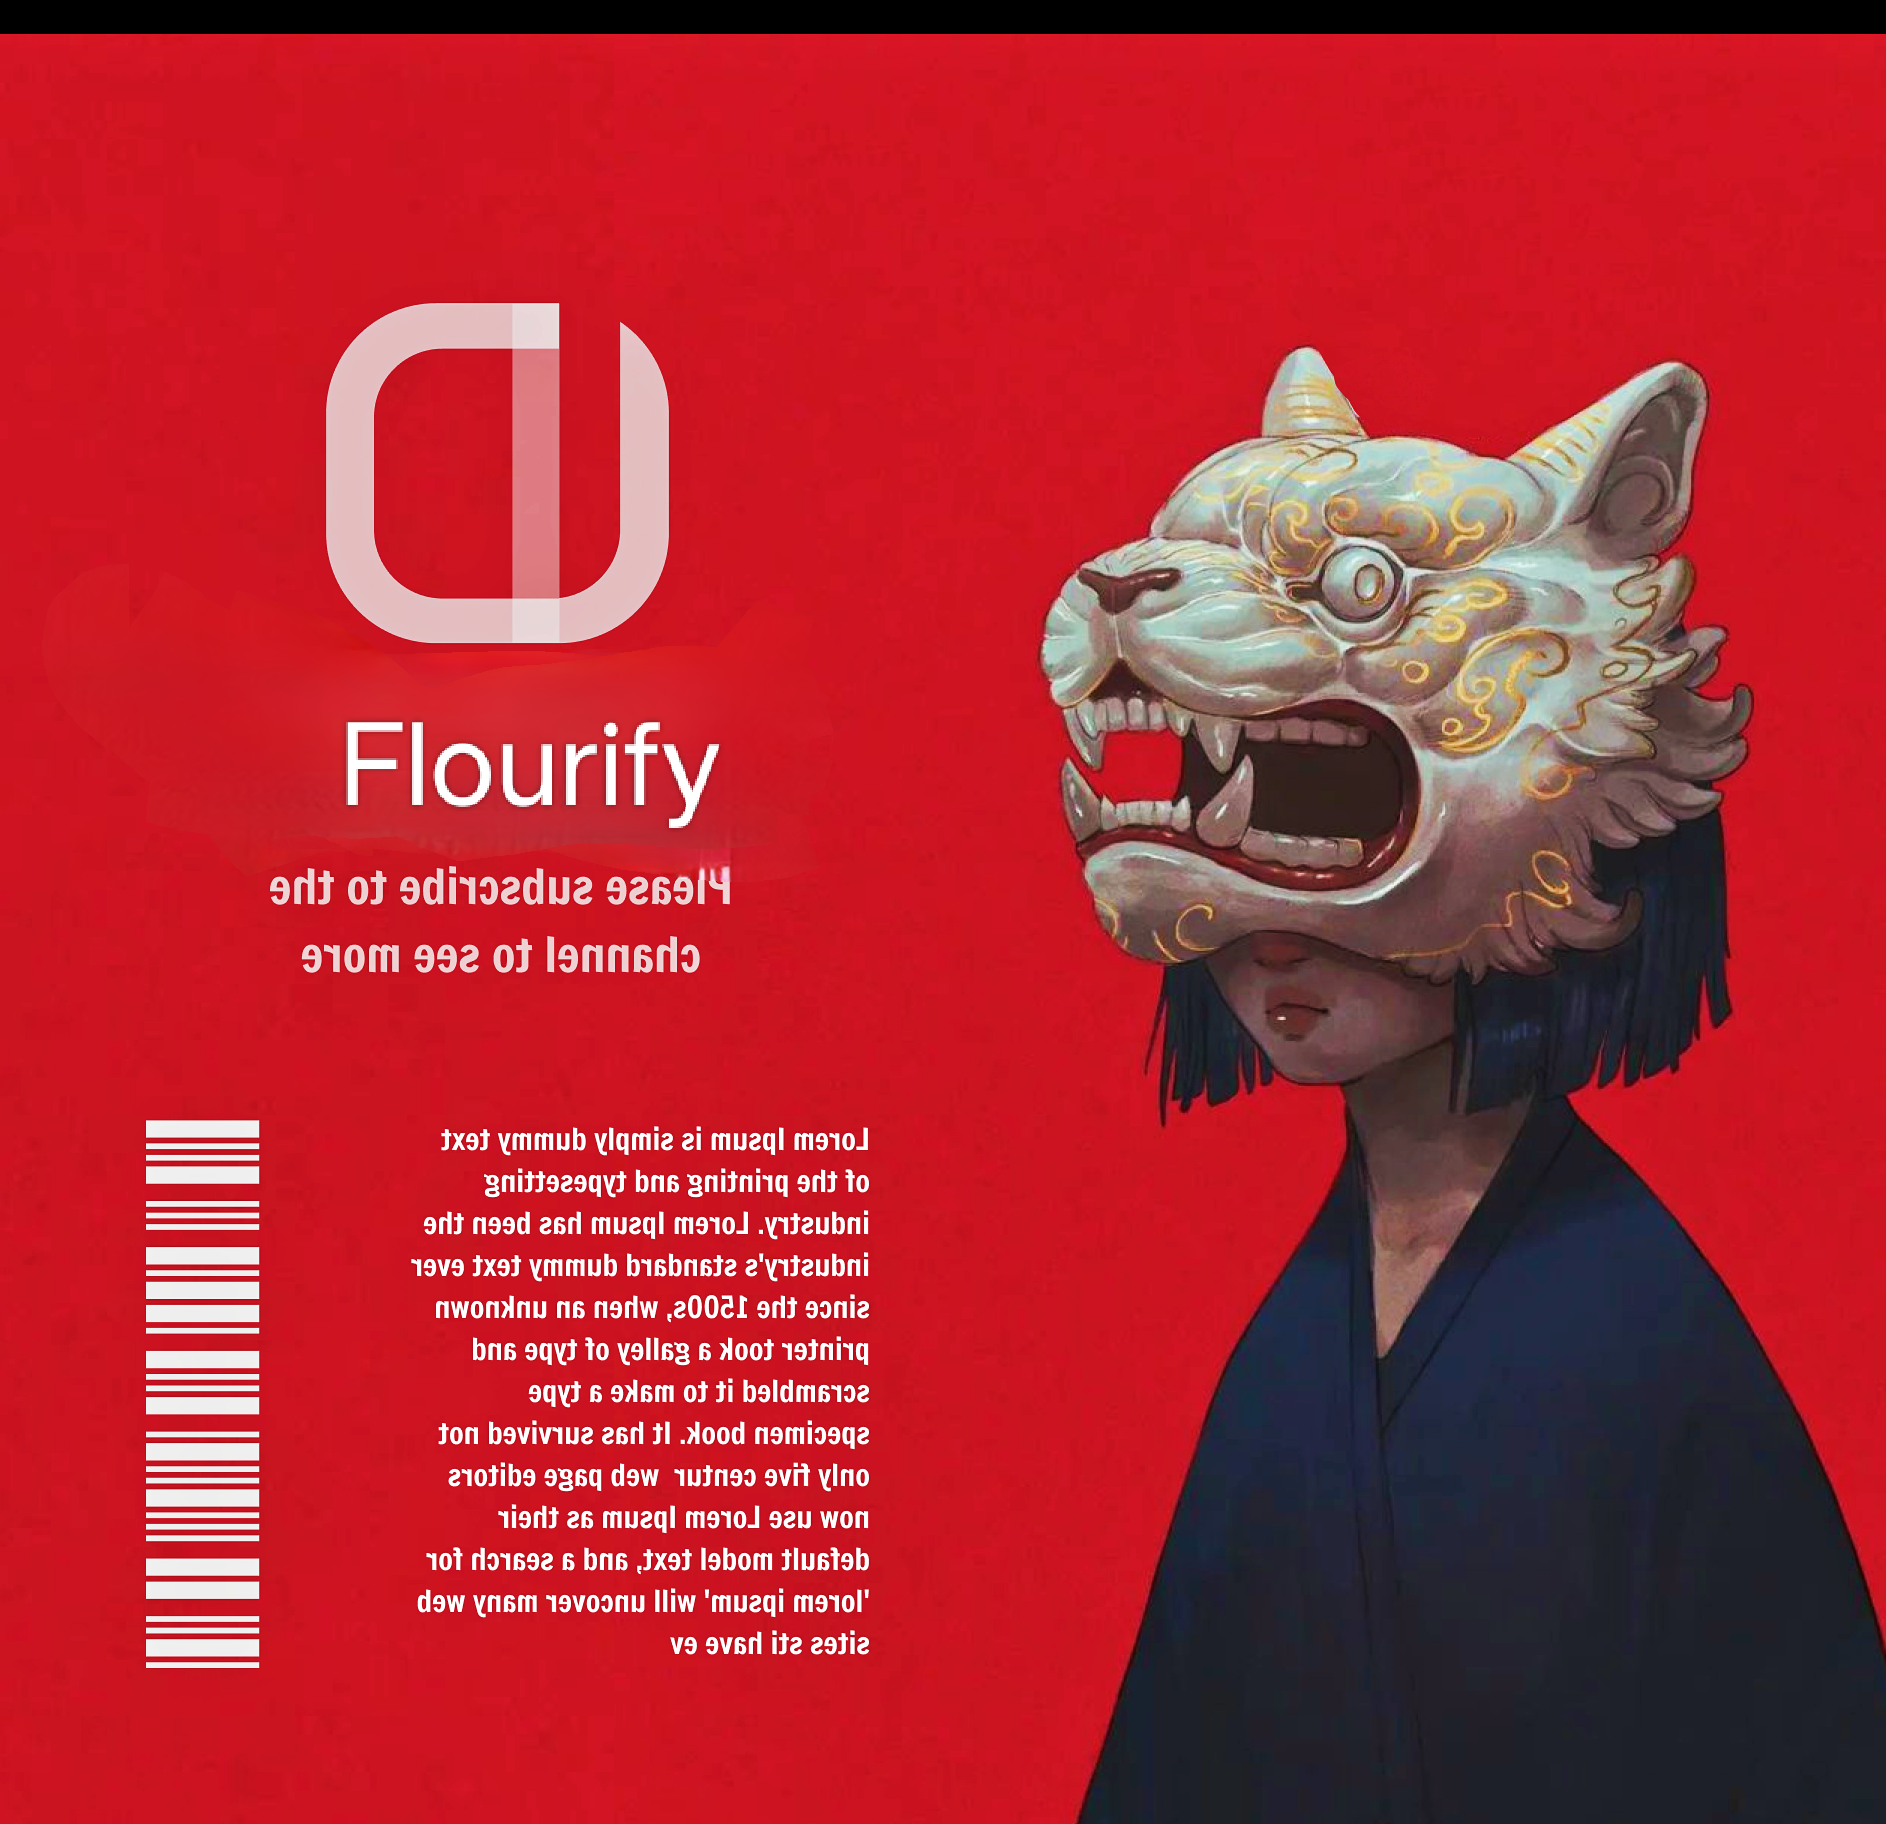 Flourify
Please subscribe to the
channel to see more
Lorem Ipsum is simply dummy text
of the printing and typesetting
industry. Lorem Ipsum has been the
industry's standard dummy text ever
since the 1500s, when an unknown
printer took a galley of type and
scrambled it to make a type
specimen book. It has survived not
only five centur  web page editors
now use Lorem Ipsum as their
default model text, and a search for
'lorem ipsum' will uncover many web
sites sti have ev